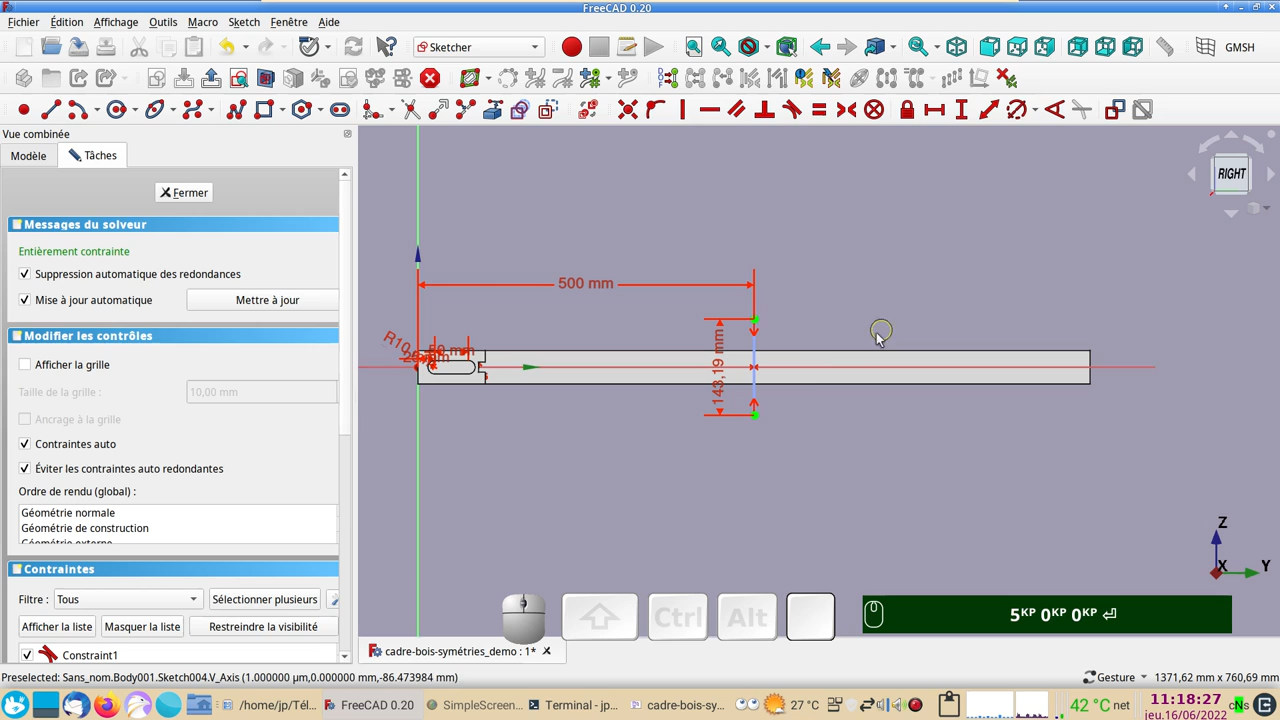 FreeCAD 0.20
Fichier Édition Affichage Outils Macro Sketch Fenêtre Aide
Sketcher
GMSH
Vue combinée
Modèle Tâches
Fermer
Messages du solveur
Entièrement contrainte
Suppression automatique des redondances
Mise à jour automatique Mettre à jour
Modifier les contrôles
Afficher la grille
Taille de la grille : 10,00 mm
Ancrage à la grille
Contraintes auto
Éviter les contraintes auto redondantes
Ordre de rendu (global) :
Géométrie normale
Géométrie de construction
Géométrie externe
Contraintes
Filtre : Tous Sélectionner plusieurs
Afficher la liste Masquer la liste Restreindre la visibilité
Constraint1
RIGHT
500 mm
143,19 mm
R10
50 mm
Z
X
Y
Ctrl Alt
5KP 0KP 0KP ⏎
cadre-bois-symétries_demo : 1*
Preselected: Sans_nom.Body001.Sketch004.V_Axis (1.000000 µm,0.000000 mm,-86.473984 mm)
Gesture 1371,62 mm x 760,69 mm
/home/jp/Tél... FreeCAD 0.20 SimpleScreen... Terminal - jp... cadre-bois-sy... 27 °C 42 °C net 11:18:27
jeu.16/06/2022